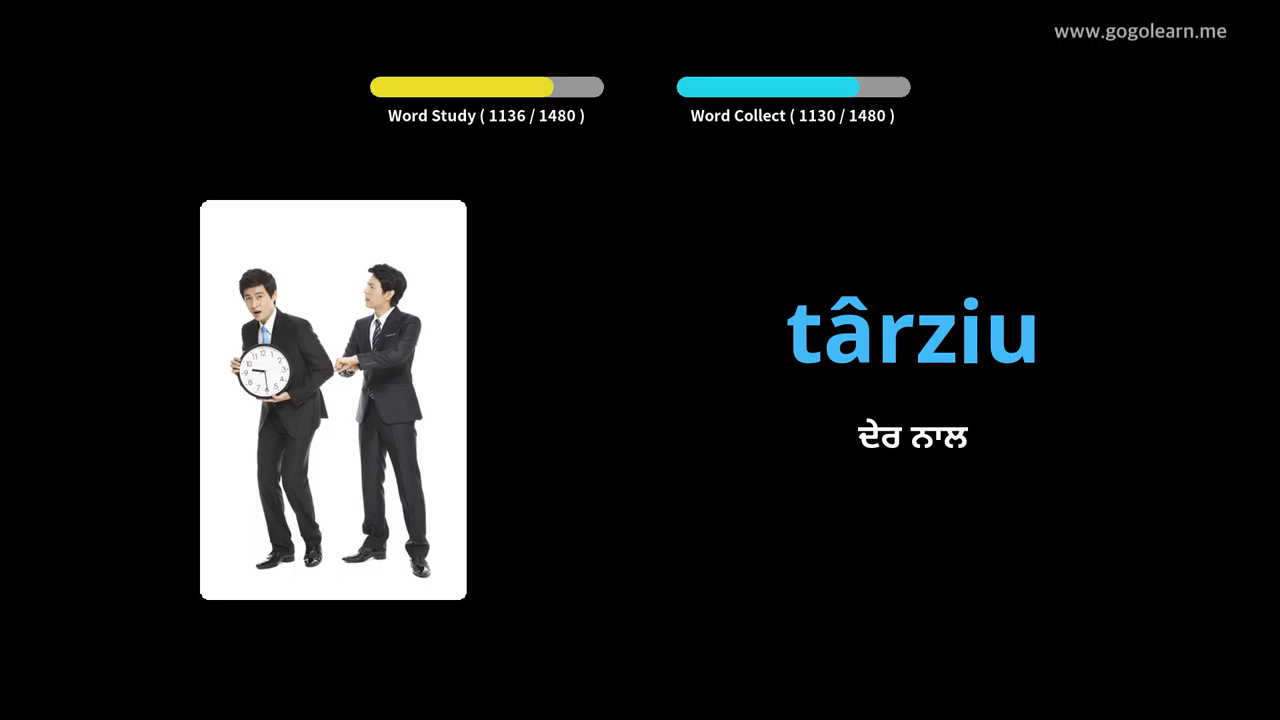 www.gogolearn.me
Word Study ( 1136 / 1480 )
Word Collect ( 1130 / 1480 )
târziu
ਦੇਰ ਨਾਲ